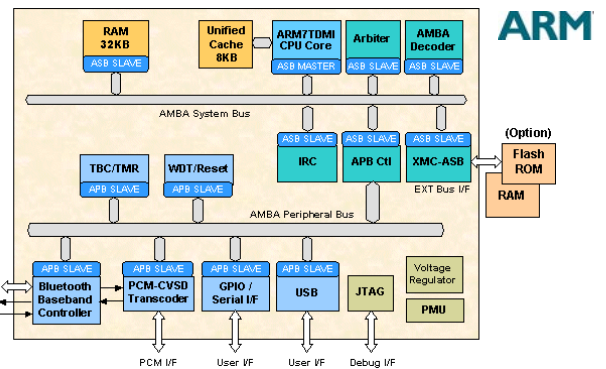 RAM
32KB
ASB SLAVE
Unified
Cache
8KB
ARM7TDMI
CPU Core
ASB MASTER
Arbiter
ASB SLAVE
AMBA
Decoder
ASB SLAVE
ARM
AMBA System Bus
ASB SLAVE
IRC
ASB SLAVE
APB Ctl
ASB SLAVE
XMC-ASB
EXT Bus I/F
(Option)
Flash
ROM
RAM
TBC/TMR
APB SLAVE
WDT/Reset
APB SLAVE
AMBA Peripheral Bus
APB SLAVE
Bluetooth
Baseband
Controller
APB SLAVE
PCM-CVSD
Transcoder
APB SLAVE
GPIO /
Serial I/F
APB SLAVE
USB
JTAG
Voltage
Regulator
PMU
PCM I/F
User I/F
User I/F
Debug I/F